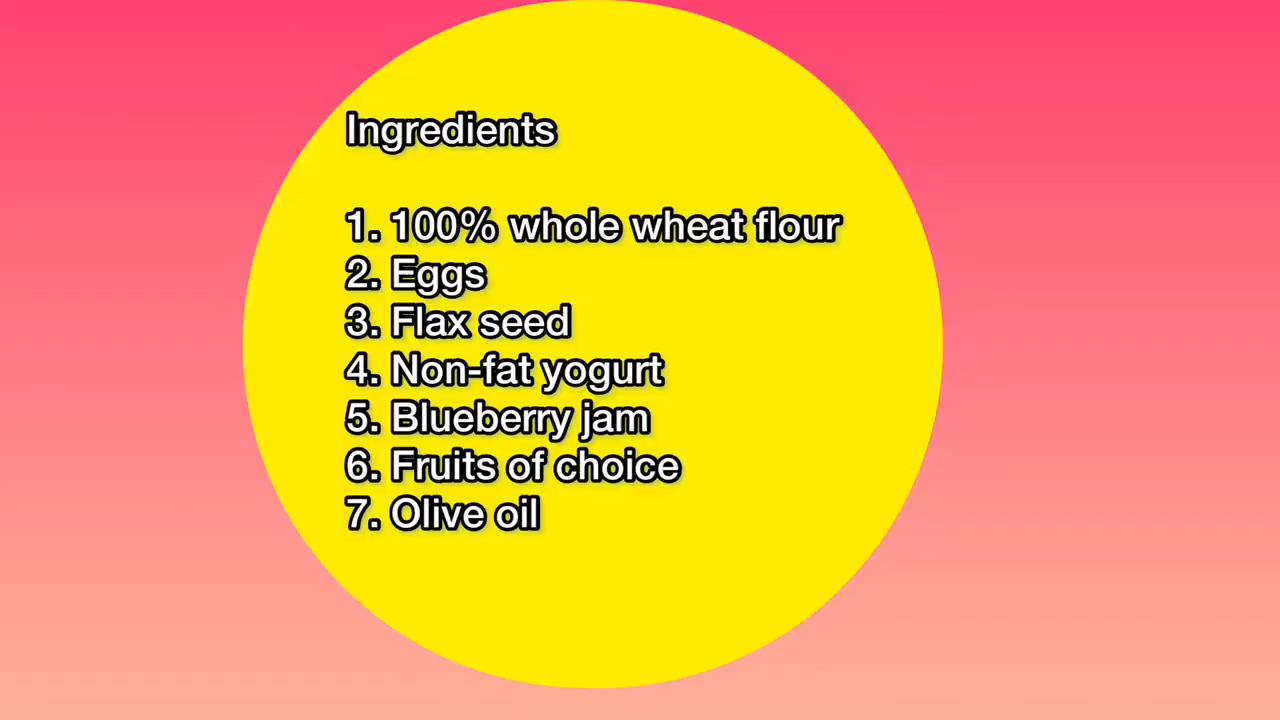 Ingredients
1. 100% whole wheat flour
2. Eggs
3. Flax seed
4. Non-fat yogurt
5. Blueberry jam
6. Fruits of choice
7. Olive oil